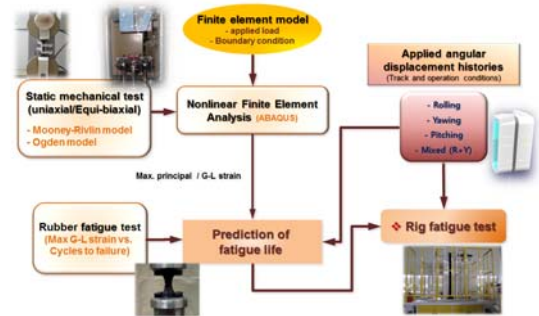 Finite element model
- applied load
- Boundary condition
Applied angular
displacement histories
(Track and operation conditions)
Static mechanical test
(uniaxial/Equi-biaxial)
- Mooney-Rivlin model
- Ogden model
Nonlinear Finite Element
Analysis (ABAQUS)
- Rolling
- Yawing
- Pitching
- Mixed (R+Y)
Max. principal / G-L strain
Rubber fatigue test
(Max G-L strain vs.
Cycles to failure)
Prediction of
fatigue life
❖ Rig fatigue test